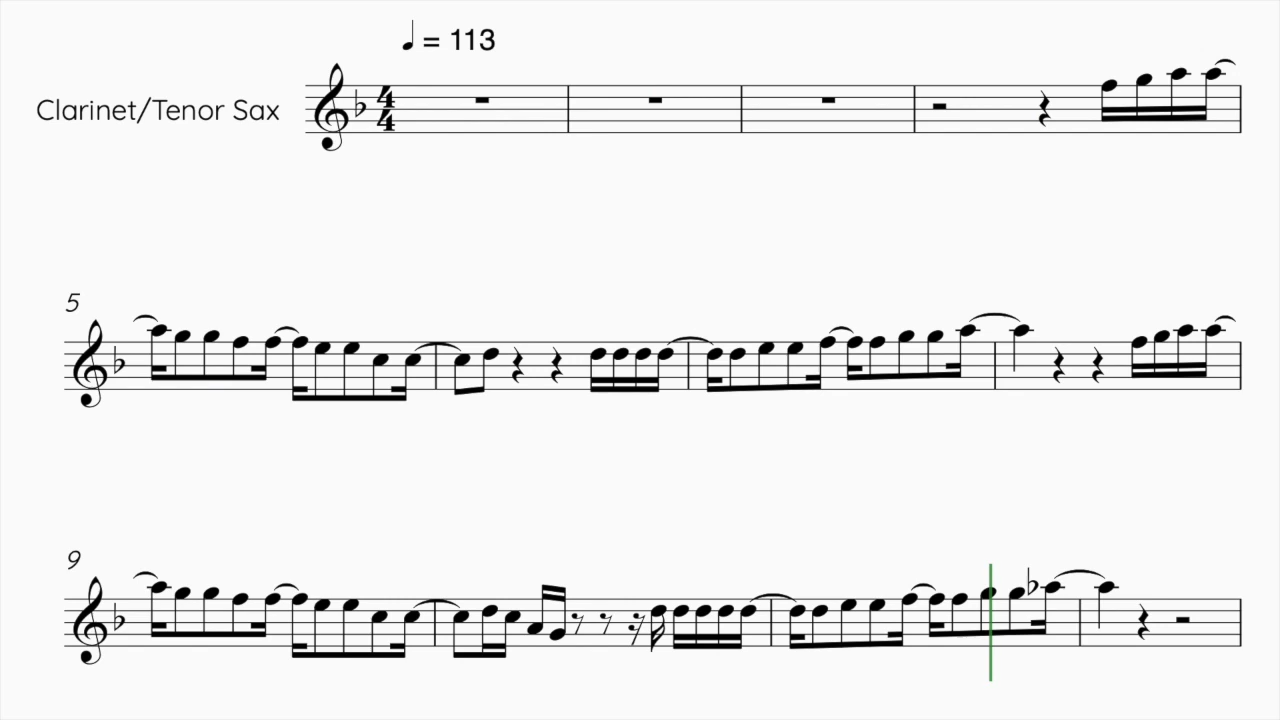 ♩ = 113
Clarinet/Tenor Sax
4
4
5
9